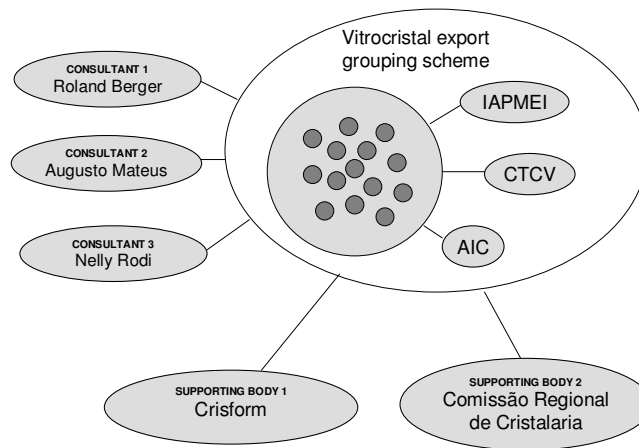 Vitrocristal export
grouping scheme
CONSULTANT 1
Roland Berger
IAPMEI
CONSULTANT 2
Augusto Mateus
CTCV
CONSULTANT 3
Nelly Rodi
AIC
SUPPORTING BODY 1
Crisform
SUPPORTING BODY 2
Comissão Regional
de Cristalaria